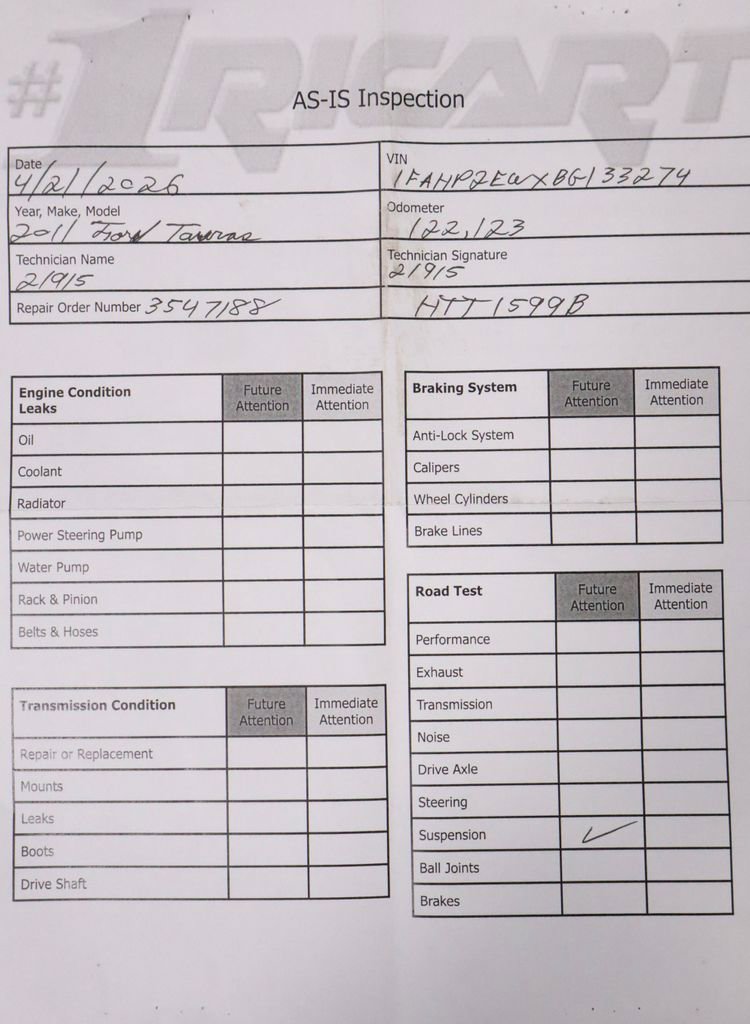 #1RICART
AS-IS Inspection
Date
4/21/2026
VIN
1FAHP2EWXBG133274
Year, Make, Model
2011 Ford Taurus
Odometer
122,123
Technician Name
21915
Technician Signature
21915
Repair Order Number 3547188
HTT1599B
Engine Condition Leaks Future Attention Immediate Attention
Oil
Coolant
Radiator
Power Steering Pump
Water Pump
Rack & Pinion
Belts & Hoses
Transmission Condition Future Attention Immediate Attention
Repair or Replacement
Mounts
Leaks
Boots
Drive Shaft
Braking System Future Attention Immediate Attention
Anti-Lock System
Calipers
Wheel Cylinders
Brake Lines
Road Test Future Attention Immediate Attention
Performance
Exhaust
Transmission
Noise
Drive Axle
Steering
Suspension ✓
Ball Joints
Brakes